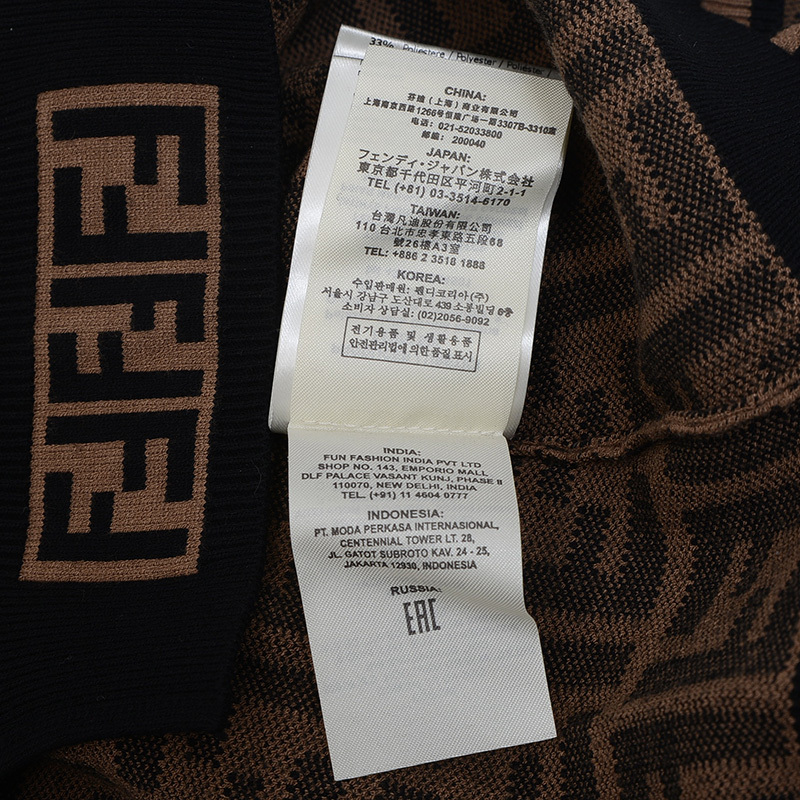 33% Poliestere / Polyester / Polyester /
CHINA:
芬迪（上海）商业有限公司
上海南京西路1266号恒隆广场一期3307B-3310室
电话：021-52033800
邮编：200040
JAPAN:
フェンディ・ジャパン株式会社
東京都千代田区平河町2-1-1
TEL (+81) 03-3514-6170
TAIWAN:
台灣凡迪股份有限公司
110 台北市忠孝東路五段68
號26樓A3室
TEL: +886 2 3518 1888
KOREA:
수입판매원: 펜디코리아(주)
서울시 강남구 도산대로 439 소봉빌딩 6층
소비자 상담실: (02)2056-9092
전기용품 및 생활용품
안전관리법에 의한 품질 표시
INDIA:
FUN FASHION INDIA PVT LTD
SHOP NO. 143, EMPORIO MALL
DLF PALACE VASANT KUNJ, PHASE II
110070, NEW DELHI, INDIA
TEL. (+91) 11 4604 0777
INDONESIA:
PT. MODA PERKASA INTERNASIONAL,
CENTENNIAL TOWER LT. 28,
JL. GATOT SUBROTO KAV. 24 - 25,
JAKARTA 12930, INDONESIA
RUSSIA:
EAC